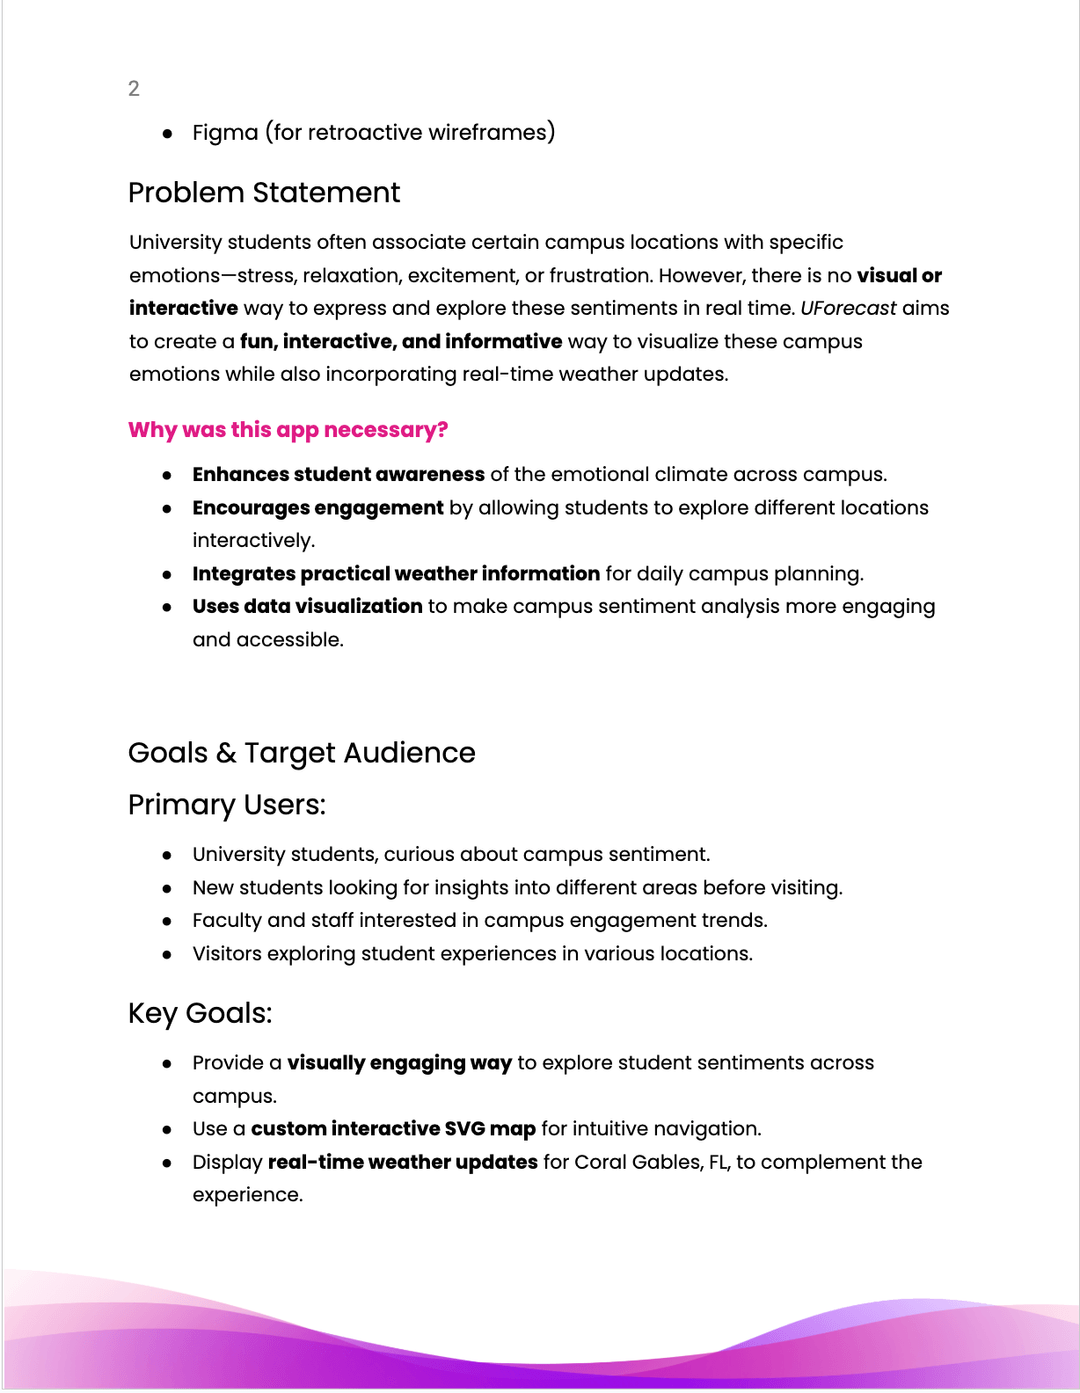 2
● Figma (for retroactive wireframes)
Problem Statement
University students often associate certain campus locations with specific
emotions—stress, relaxation, excitement, or frustration. However, there is no visual or
interactive way to express and explore these sentiments in real time. UForecast aims
to create a fun, interactive, and informative way to visualize these campus
emotions while also incorporating real-time weather updates.
Why was this app necessary?
● Enhances student awareness of the emotional climate across campus.
● Encourages engagement by allowing students to explore different locations
interactively.
● Integrates practical weather information for daily campus planning.
● Uses data visualization to make campus sentiment analysis more engaging
and accessible.
Goals & Target Audience
Primary Users:
● University students, curious about campus sentiment.
● New students looking for insights into different areas before visiting.
● Faculty and staff interested in campus engagement trends.
● Visitors exploring student experiences in various locations.
Key Goals:
● Provide a visually engaging way to explore student sentiments across
campus.
● Use a custom interactive SVG map for intuitive navigation.
● Display real-time weather updates for Coral Gables, FL, to complement the
experience.